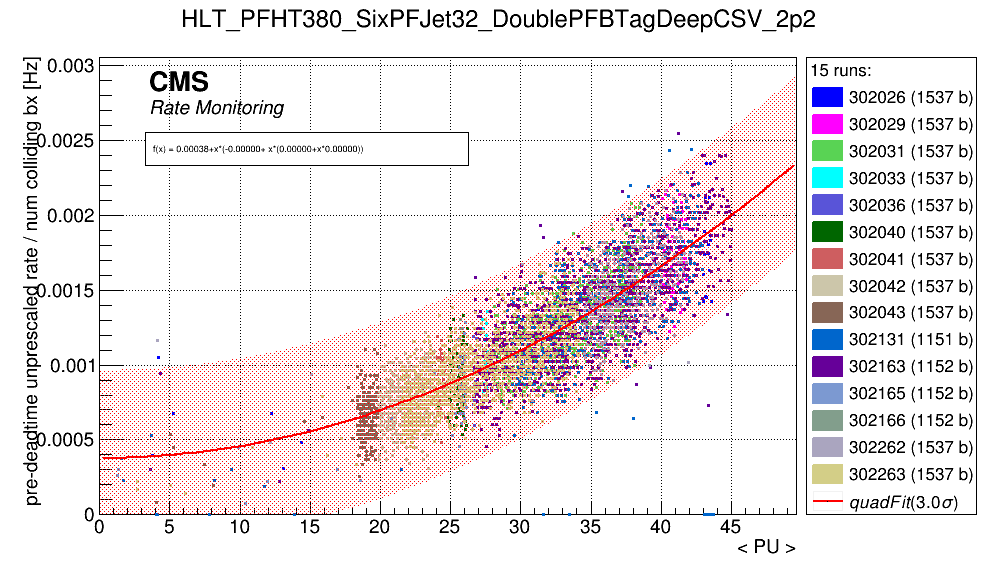 HLT_PFHT380_SixPFJet32_DoublePFBTagDeepCSV_2p2
pre-deadtime unprescaled rate / num colliding bx [Hz]
0.003
0.0025
0.002
0.0015
0.001
0.0005
0
CMS
Rate Monitoring
f(x) = 0.00038+x*(-0.00000+ x*(0.00000+x*0.00000))
0 5 10 15 20 25 30 35 40 45
< PU >
15 runs:
302026 (1537 b)
302029 (1537 b)
302031 (1537 b)
302033 (1537 b)
302036 (1537 b)
302040 (1537 b)
302041 (1537 b)
302042 (1537 b)
302043 (1537 b)
302131 (1151 b)
302163 (1152 b)
302165 (1152 b)
302166 (1152 b)
302262 (1537 b)
302263 (1537 b)
quadFit(3.0σ)